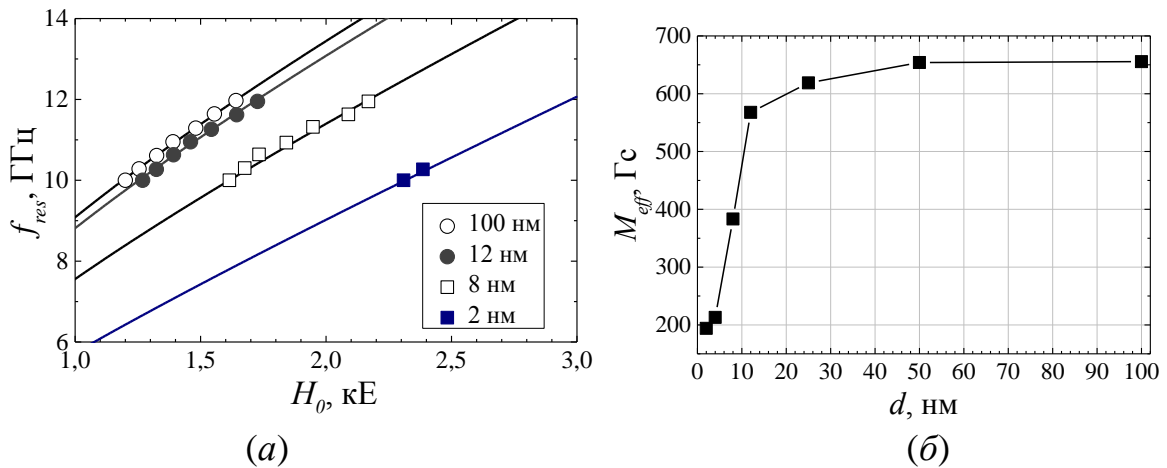 14
12
10
8
6
f_res, ГГц
100 нм
12 нм
8 нм
2 нм
1,0 1,5 2,0 2,5 3,0
H_0, кЕ
(а)
700
600
500
400
300
200
M_eff, Гс
0 10 20 30 40 50 60 70 80 90 100
d, нм
(б)